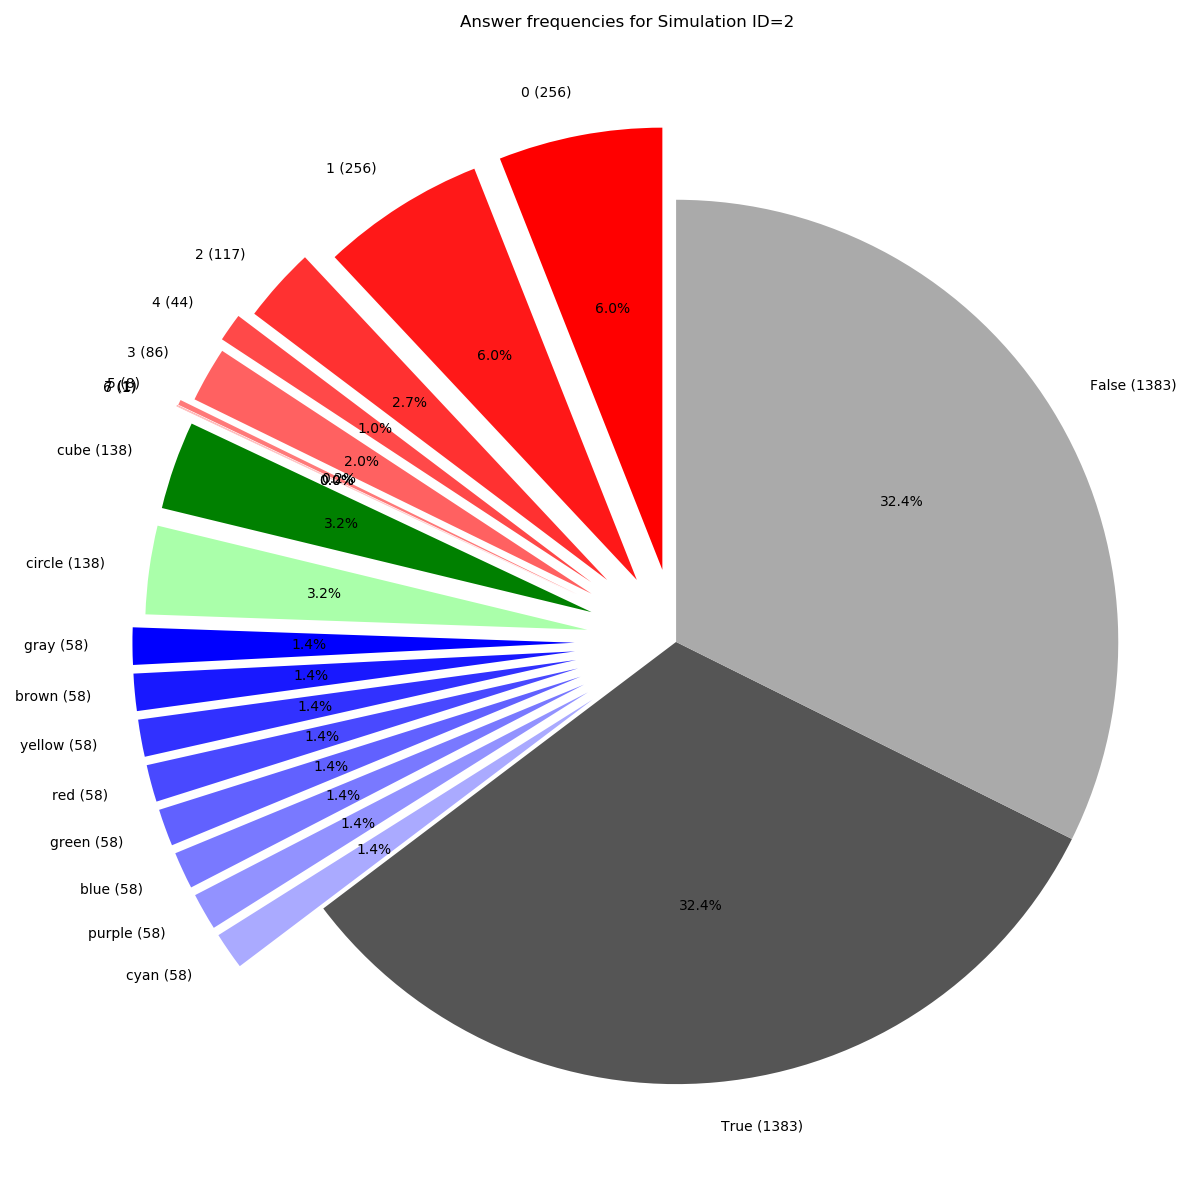 Answer frequencies for Simulation ID=2
0 (256)
1 (256)
2 (117)
4 (44)
3 (86)
cube (138)
circle (138)
gray (58)
brown (58)
yellow (58)
red (58)
green (58)
blue (58)
purple (58)
cyan (58)
True (1383)
False (1383)
6.0%
6.0%
2.7%
1.0%
2.0%
3.2%
3.2%
1.4%
1.4%
1.4%
1.4%
1.4%
1.4%
1.4%
1.4%
32.4%
32.4%